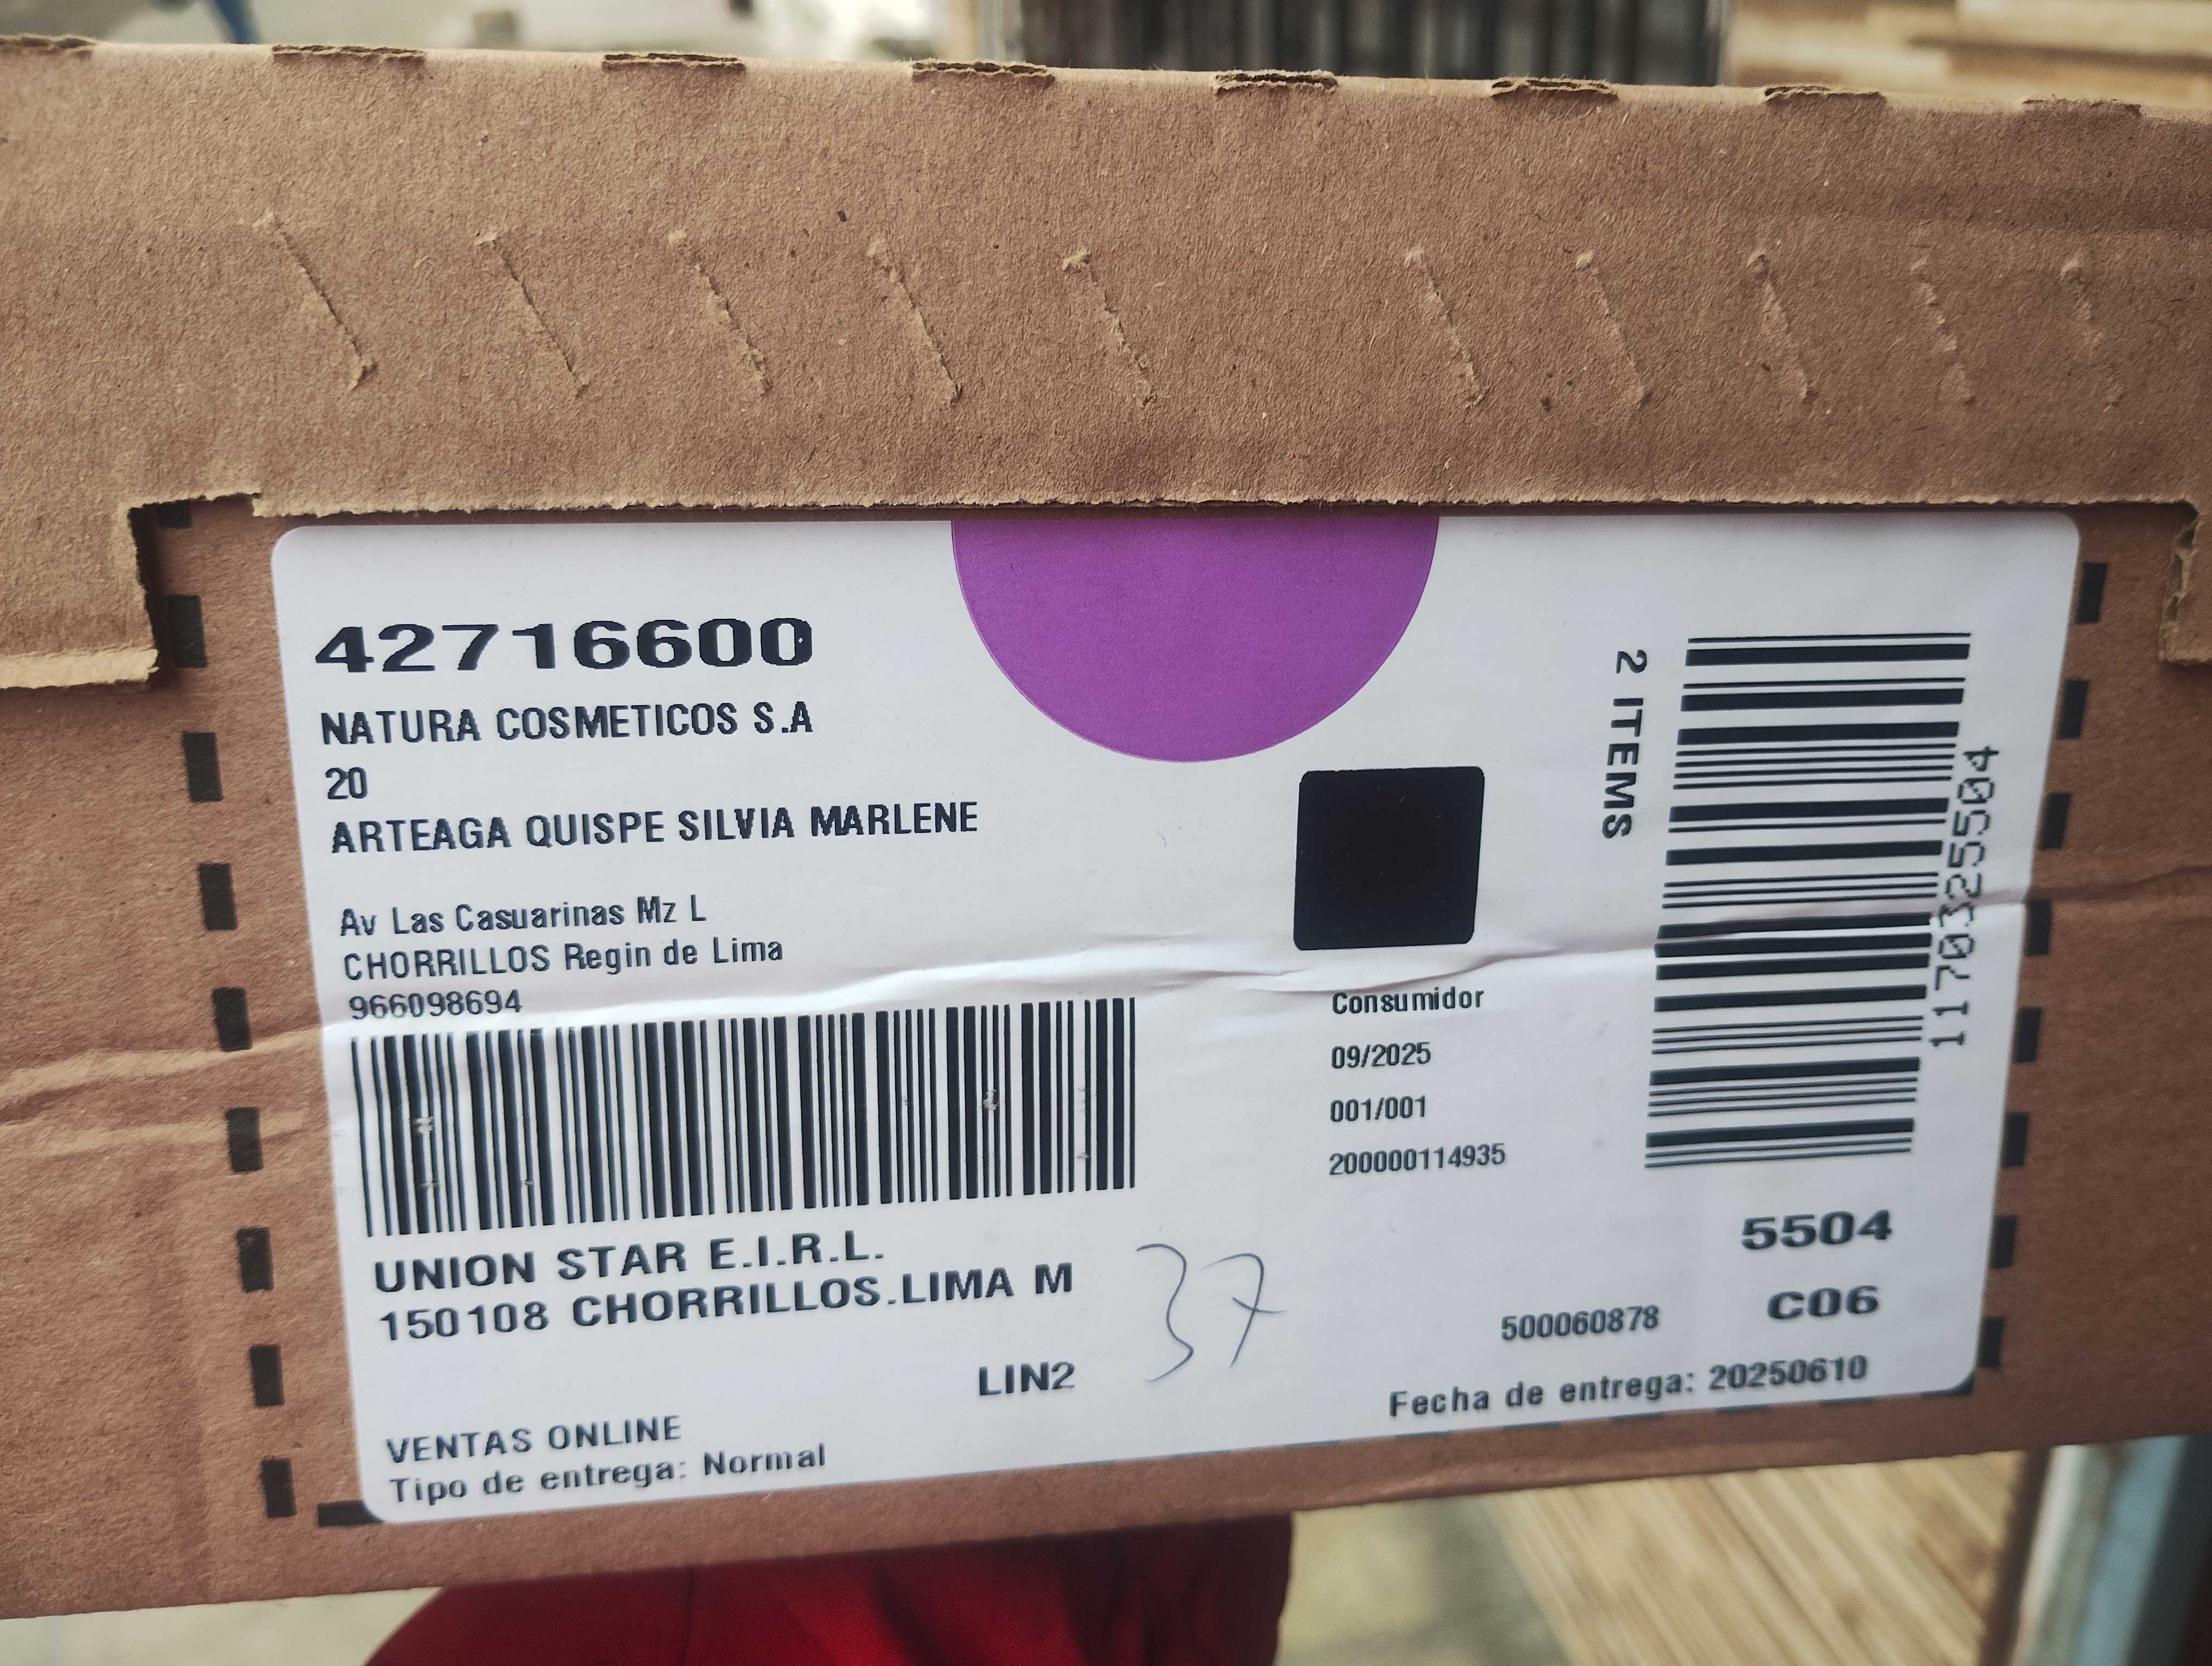 42716600
NATURA COSMETICOS S.A
20
ARTEAGA QUISPE SILVIA MARLENE
Av Las Casuarinas Mz L
CHORRILLOS Regin de Lima
966098694
UNION STAR E.I.R.L.
150108 CHORRILLOS.LIMA M
LIN2
37
VENTAS ONLINE
Tipo de entrega: Normal
Consumidor
09/2025
001/001
200000114935
2 ITEMS
1170325504
5504
C06
500060878
Fecha de entrega: 20250610